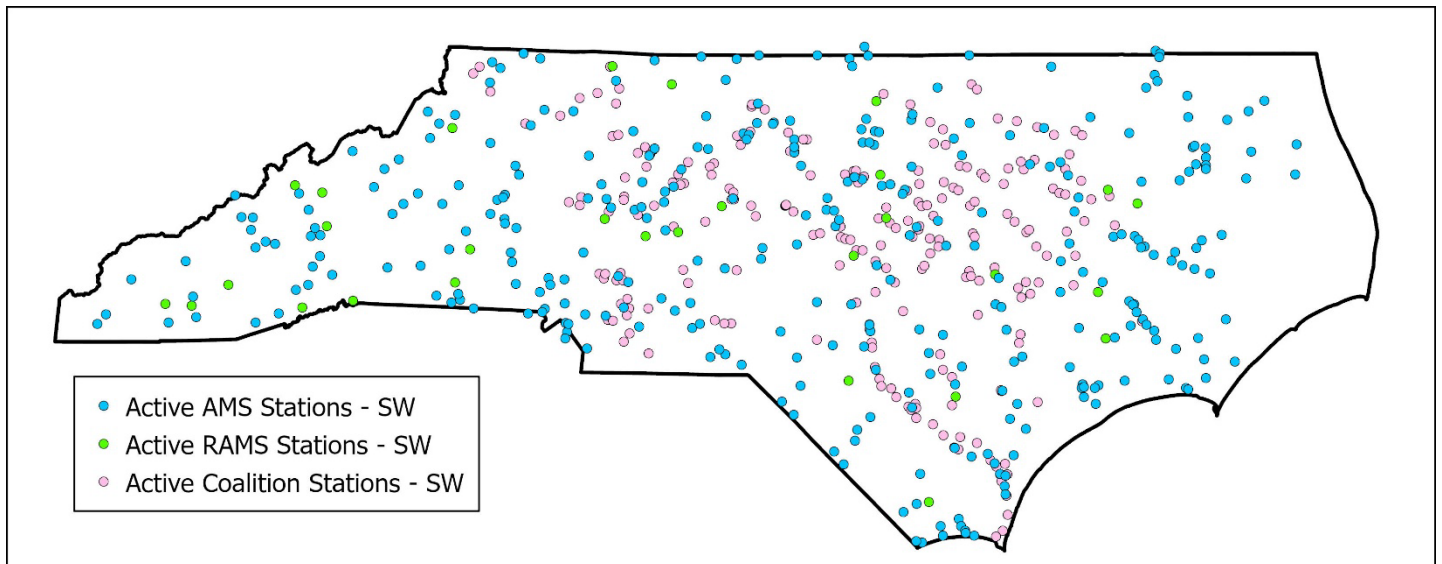 Active AMS Stations - SW
Active RAMS Stations - SW
Active Coalition Stations - SW